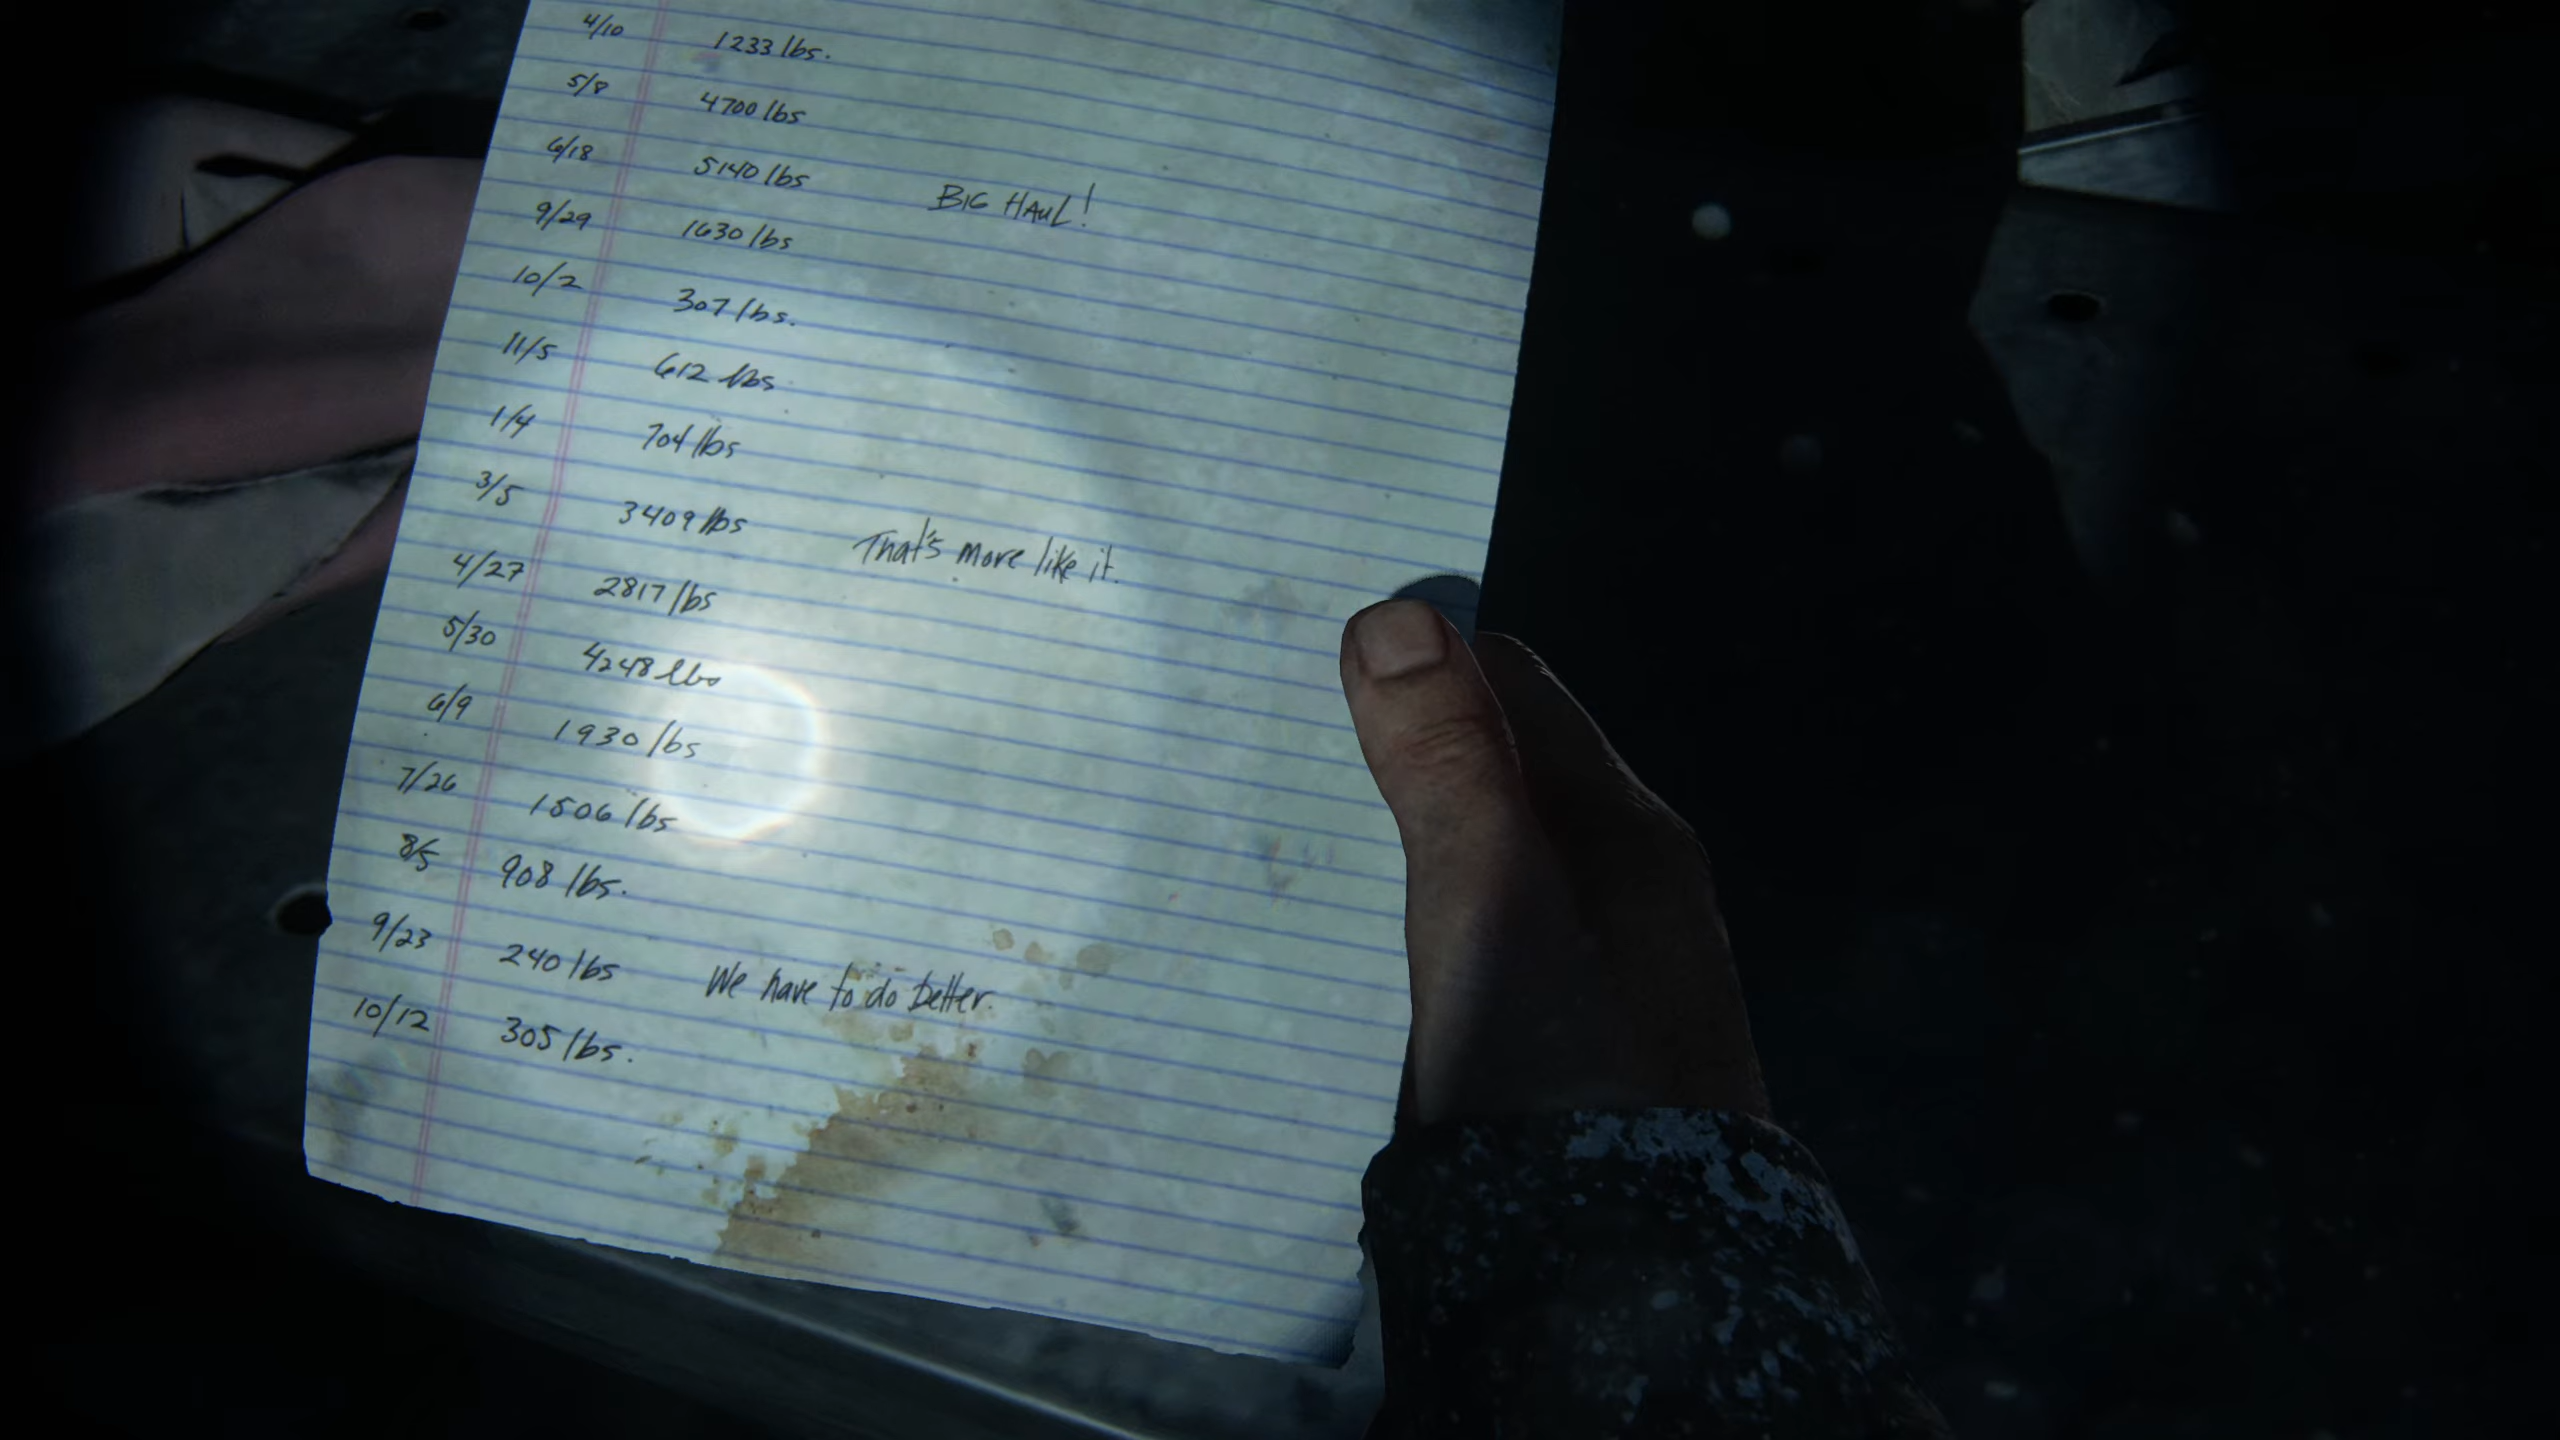 4/10 1233 lbs.
5/8 4700 lbs
6/18 5140 lbs BIG HAUL!
9/29 1630 lbs
10/2 307 lbs.
11/5 612 lbs
1/4 704 lbs
3/5 3409 lbs That's more like it.
4/27 2817 lbs
5/30 4248 lbs
6/9 1930 lbs
7/26 1506 lbs
8/5 908 lbs.
9/23 240 lbs We have to do better.
10/12 305 lbs.